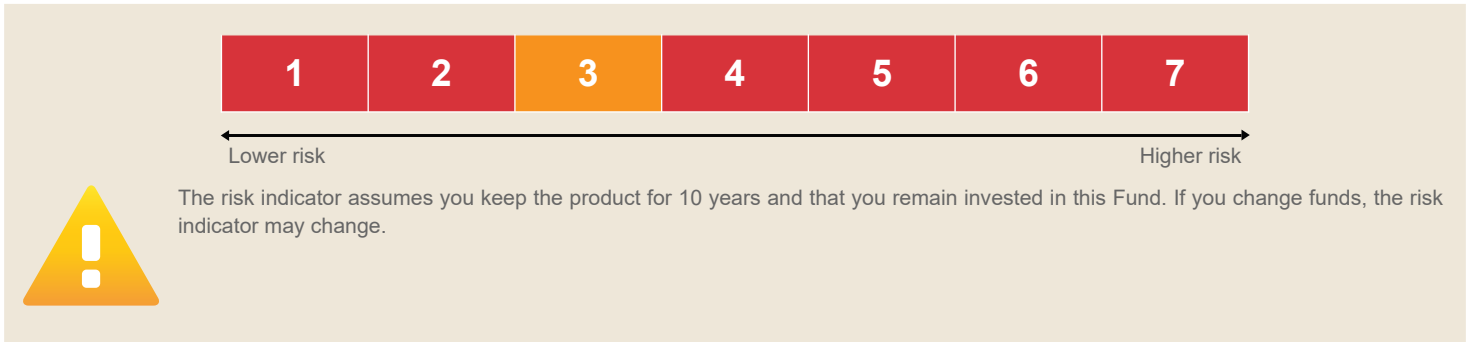 1 2 3 4 5 6 7
Lower risk Higher risk
The risk indicator assumes you keep the product for 10 years and that you remain invested in this Fund. If you change funds, the risk
indicator may change.